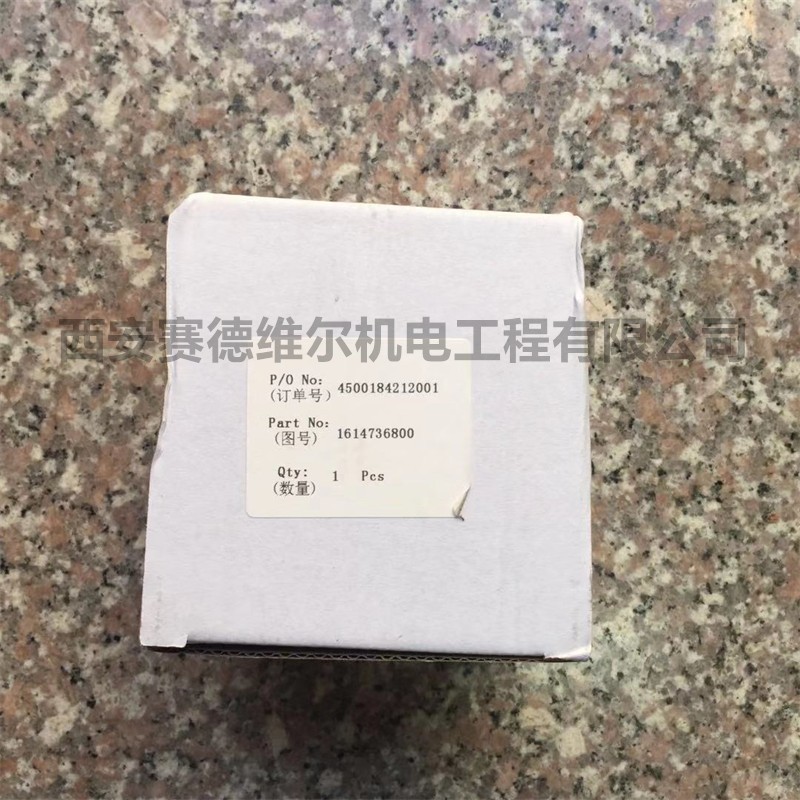 西安赛德维尔机电工程有限公司
P/O No: 4500184212001
(订单号)
Part No: 1614736800
(图号)
Qty: 1 Pcs
(数量)